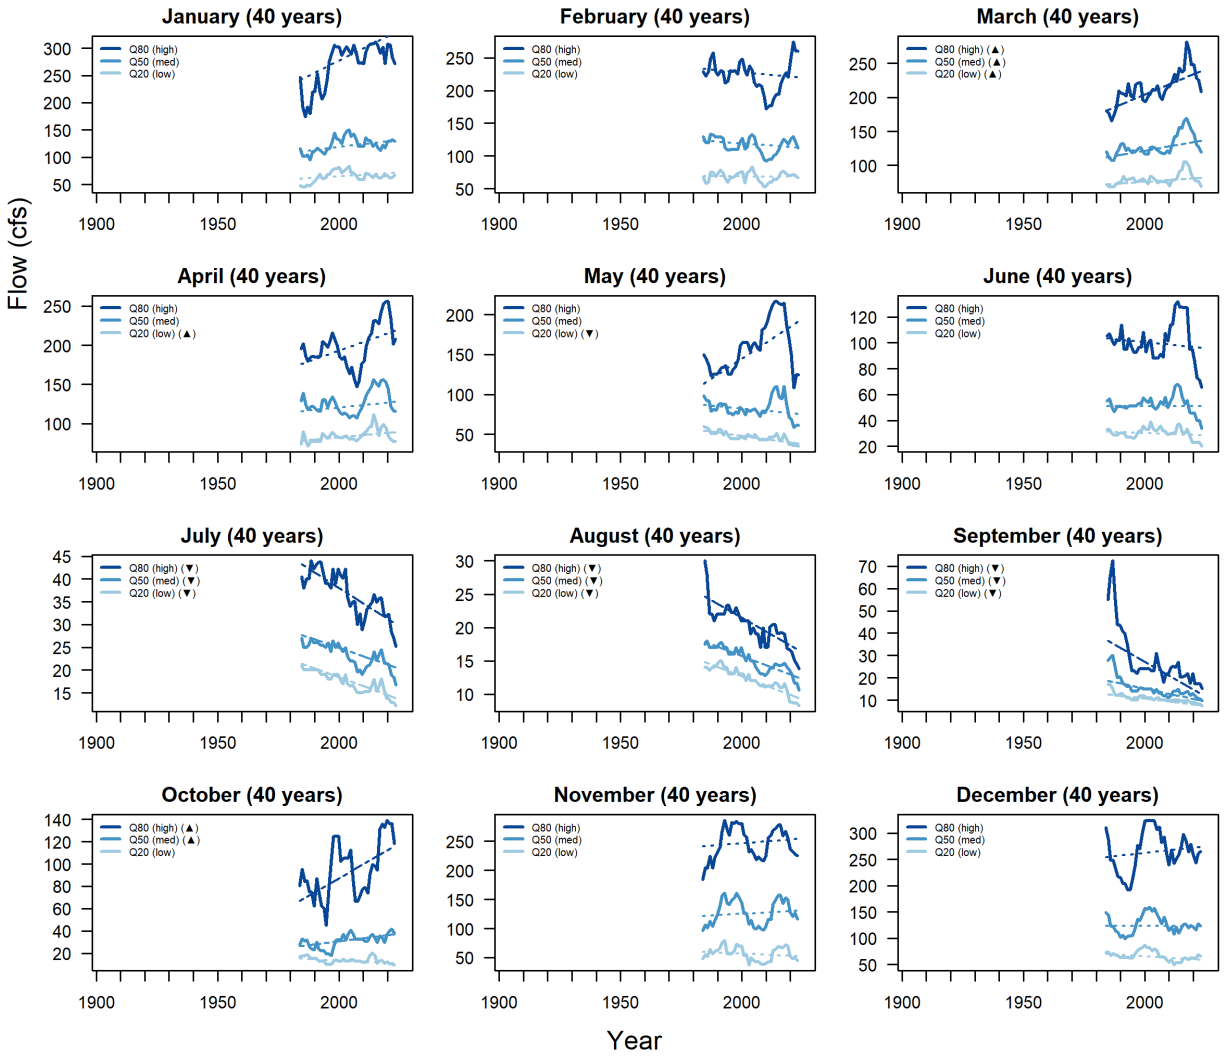 January (40 years)
Q80 (high)
Q50 (med)
Q20 (low)
300
250
200
150
100
50
1900
1950
2000
February (40 years)
Q80 (high)
Q50 (med)
Q20 (low)
250
200
150
100
50
1900
1950
2000
March (40 years)
Q80 (high) (▲)
Q50 (med) (▲)
Q20 (low) (▲)
250
200
150
100
1900
1950
2000
Flow (cfs)
April (40 years)
Q80 (high)
Q50 (med)
Q20 (low) (▲)
250
200
150
100
1900
1950
2000
May (40 years)
Q80 (high)
Q50 (med)
Q20 (low) (▼)
200
150
100
50
1900
1950
2000
June (40 years)
Q80 (high)
Q50 (med)
Q20 (low)
120
100
80
60
40
20
1900
1950
2000
July (40 years)
Q80 (high) (▼)
Q50 (med) (▼)
Q20 (low) (▼)
45
40
35
30
25
20
15
1900
1950
2000
August (40 years)
Q80 (high) (▼)
Q50 (med) (▼)
Q20 (low) (▼)
30
25
20
15
10
1900
1950
2000
September (40 years)
Q80 (high) (▼)
Q50 (med) (▼)
Q20 (low) (▼)
70
60
50
40
30
20
10
1900
1950
2000
October (40 years)
Q80 (high) (▲)
Q50 (med) (▲)
Q20 (low)
140
120
100
80
60
40
20
1900
1950
2000
November (40 years)
Q80 (high)
Q50 (med)
Q20 (low)
250
200
150
100
50
1900
1950
2000
December (40 years)
Q80 (high)
Q50 (med)
Q20 (low)
300
250
200
150
100
50
1900
1950
2000
Year